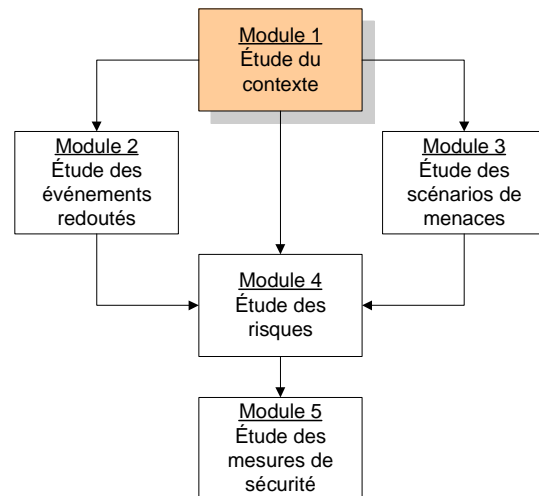 Module 1
Étude du
contexte
Module 2
Étude des
événements
redoutés
Module 3
Étude des
scénarios de
menaces
Module 4
Étude des
risques
Module 5
Étude des
mesures de
sécurité